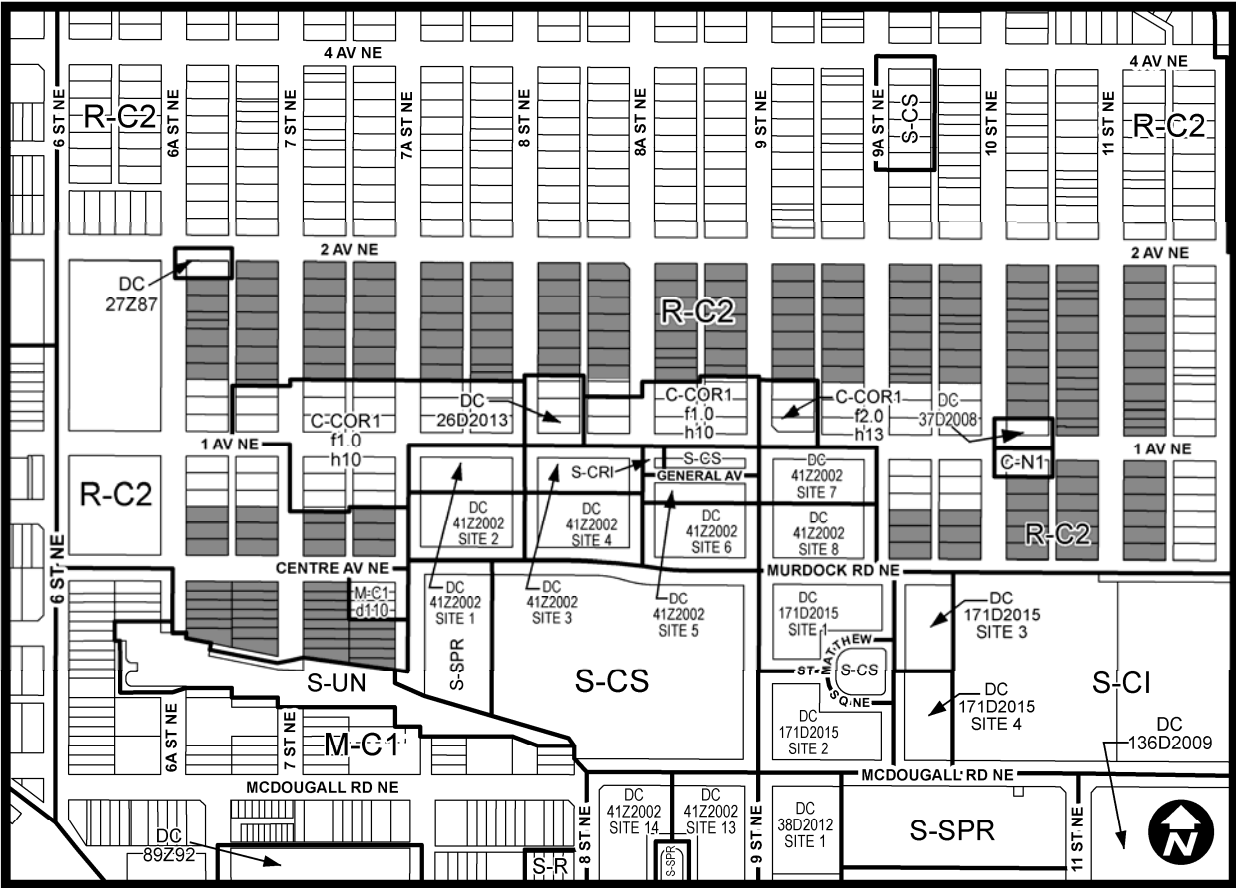 4 AV NE
4 AV NE
6 ST NE
R-C2
6A ST NE
7 ST NE
7A ST NE
8 ST NE
8A ST NE
9 ST NE
9A ST NE
S-CS
10 ST NE
11 ST NE
R-C2
2 AV NE
2 AV NE
DC
27Z87
R-C2
C-COR1
f1.0
h10
DC
26D2013
C-COR1
f1.0
h10
C-COR1
f2.0
h13
DC
37D2008
1 AV NE
1 AV NE
C-N1
S-CRI
S-CS
GENERAL AV
DC
41Z2002
SITE 7
R-C2
DC
41Z2002
SITE 2
DC
41Z2002
SITE 4
DC
41Z2002
SITE 6
DC
41Z2002
SITE 8
R-C2
6 ST NE
CENTRE AV NE
MURDOCK RD NE
M-C1
d110
DC
41Z2002
SITE 1
DC
41Z2002
SITE 3
DC
41Z2002
SITE 5
DC
171D2015
SITE 1
DC
171D2015
SITE 3
S-SPR
ST
MATTHEW
SQ NE
S-CS
S-UN
S-CS
S-CI
DC
171D2015
SITE 4
DC
171D2015
SITE 2
DC
136D2009
6A ST NE
7 ST NE
M-C1
MCDOUGALL RD NE
MCDOUGALL RD NE
DC
89Z92
S-R
8 ST NE
DC
41Z2002
SITE 14
S-SPR
DC
41Z2002
SITE 13
9 ST NE
DC
38D2012
SITE 1
S-SPR
11 ST NE
N